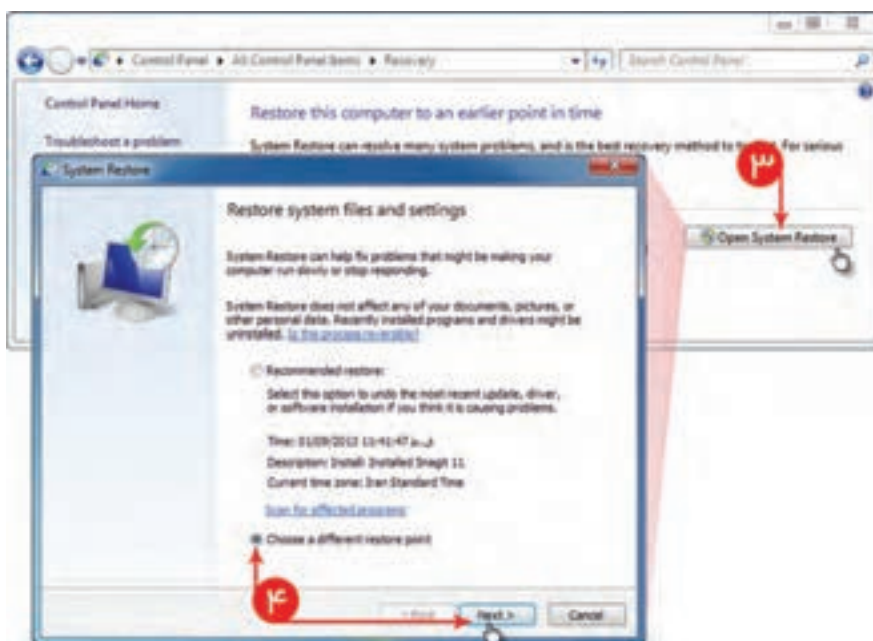 Control Panel ▸ All Control Panel Items ▸ Recovery
Search Control Panel
Control Panel Home
Troubleshoot a problem
Restore this computer to an earlier point in time
System Restore can resolve many system problems, and is the best recovery method to For serious
۳
Open System Restore
System Restore
Restore system files and settings
System Restore can help fix problems that might be making your
computer run slowly or stop responding.
System Restore does not affect any of your documents, pictures, or
other personal data. Recently installed programs and drivers might be
uninstalled. Is this process reversible?
Recommended restore:
Select this option to undo the most recent update, driver,
or software installation if you think it is causing problems.
Time: 11:41:47
Description: Install: Installed Snagit 11
Current time zone: Iran Standard Time
Scan for affected programs
Choose a different restore point
۴
< Back Next > Cancel